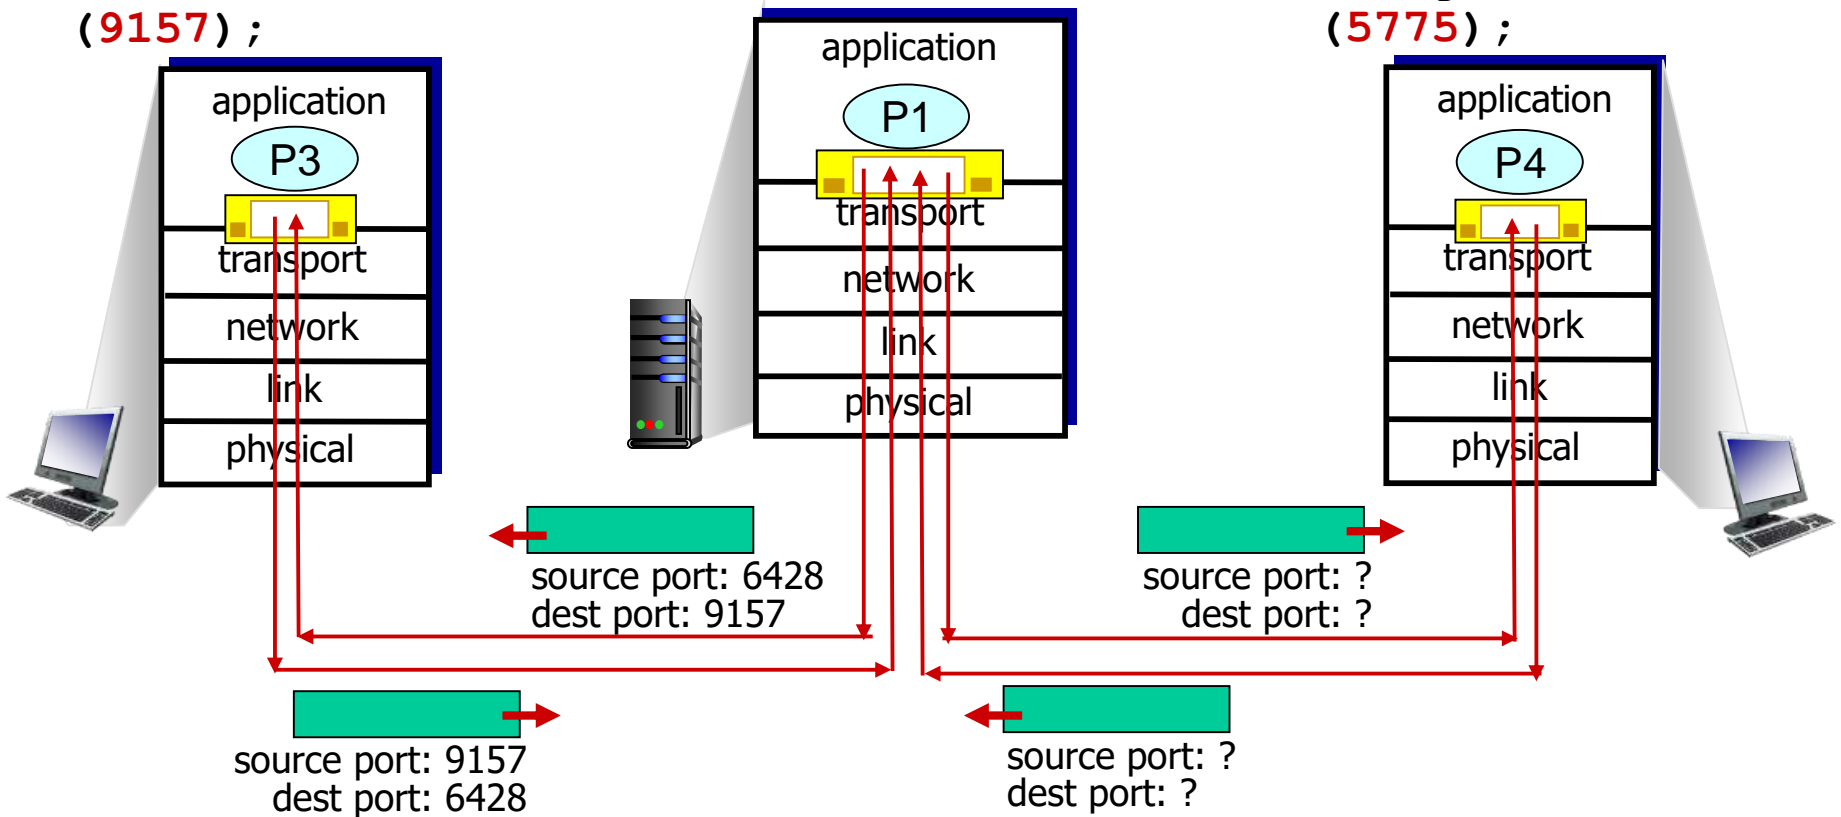 (9157);
(5775);
application
P3
transport
network
link
physical
application
P1
transport
network
link
physical
application
P4
transport
network
link
physical
source port: 6428
dest port: 9157
source port: ?
dest port: ?
source port: 9157
dest port: 6428
source port: ?
dest port: ?